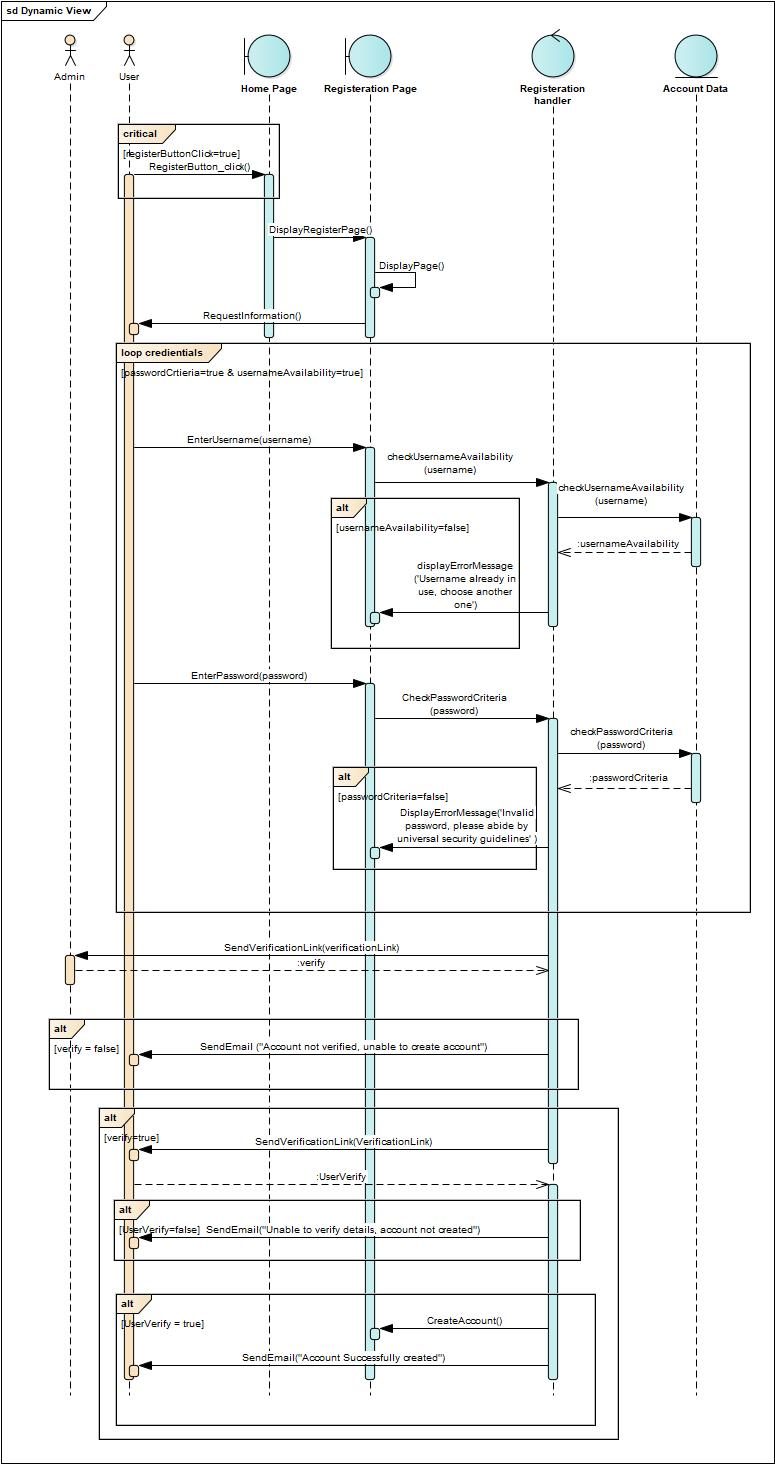 sd Dynamic View
Admin
User
Home Page
Registeration Page
Registeration
handler
Account Data
critical
[registerButtonClick=true]
RegisterButton_click()
DisplayRegisterPage()
DisplayPage()
RequestInformation()
loop credientials
[passwordCrtieria=true & usernameAvailability=true]
EnterUsername(username)
checkUsernameAvailability
(username)
checkUsernameAvailability
(username)
alt
[usernameAvailability=false]
:usernameAvailability
displayErrorMessage
('Username already in
use, choose another
one')
EnterPassword(password)
CheckPasswordCriteria
(password)
checkPasswordCriteria
(password)
alt
:passwordCriteria
[passwordCriteria=false]
DisplayErrorMessage('Invalid
password, please abide by
universal security guidelines' )
SendVerificationLink(verificationLink)
:verify
alt
[verify = false]
SendEmail ("Account not verified, unable to create account")
alt
[verify=true]
SendVerificationLink(VerificationLink)
:UserVerify
alt
[UserVerify=false]
SendEmail("Unable to verify details, account not created")
alt
[UserVerify = true]
CreateAccount()
SendEmail("Account Successfully created")